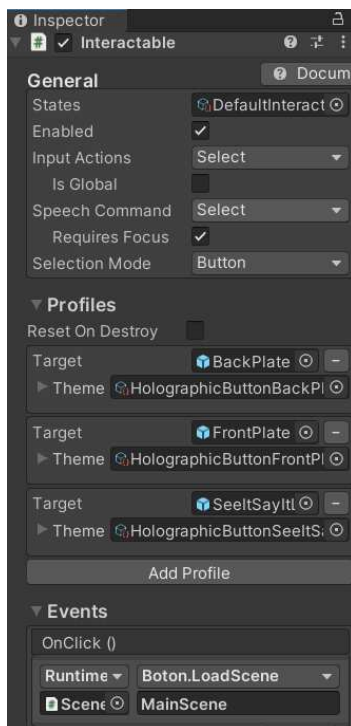 Inspector
Interactable
General
Docum
States DefaultInteract
Enabled
Input Actions Select
Is Global
Speech Command Select
Requires Focus
Selection Mode Button
Profiles
Reset On Destroy
Target BackPlate
Theme HolographicButtonBackPl
Target FrontPlate
Theme HolographicButtonFrontPl
Target SeeItSayItL
Theme HolographicButtonSeeItSa
Add Profile
Events
OnClick ()
Runtime Boton.LoadScene
Scene MainScene